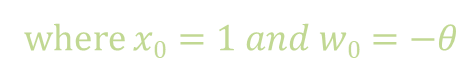 where x₀ = 1 and w₀ = −θ